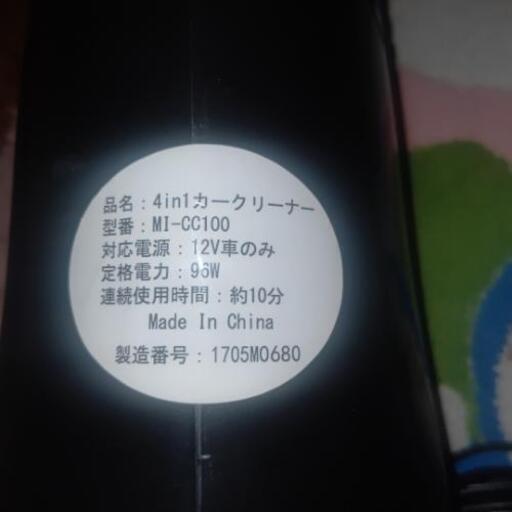 品名：4in1カークリーナー
型番：MI-CC100
対応電源：12V車のみ
定格電力：96W
連続使用時間：約10分
Made In China
製造番号：1705M0680